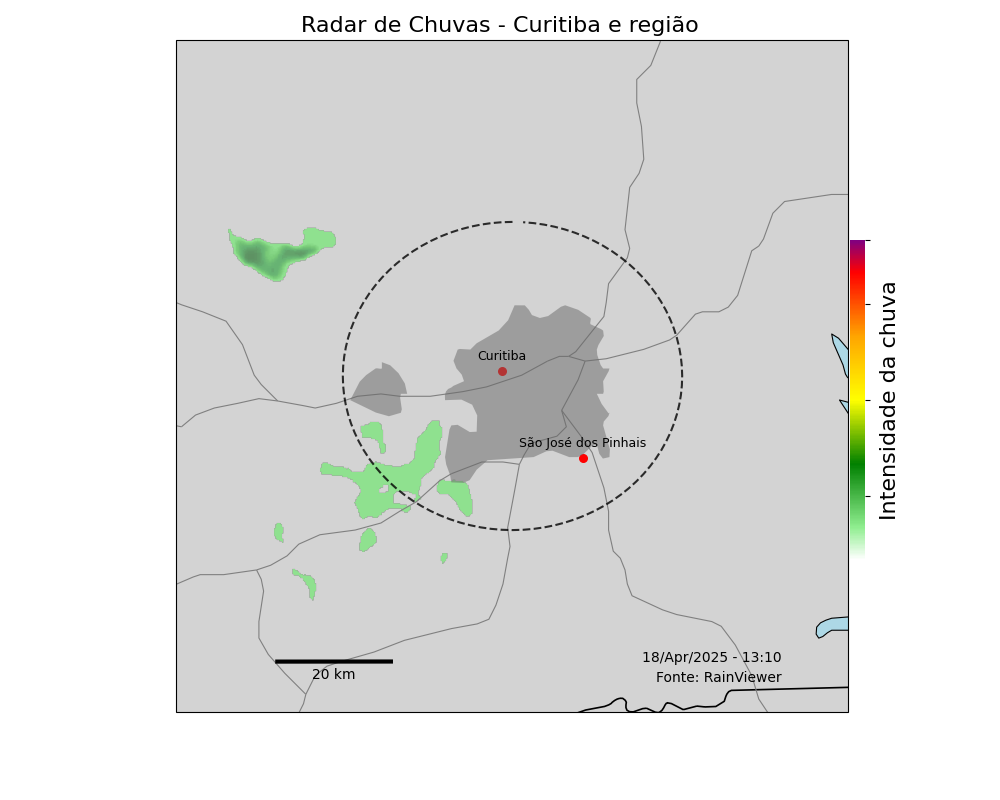 Radar de Chuvas - Curitiba e região
Curitiba
São José dos Pinhais
Intensidade da chuva
20 km
18/Apr/2025 - 13:10
Fonte: RainViewer